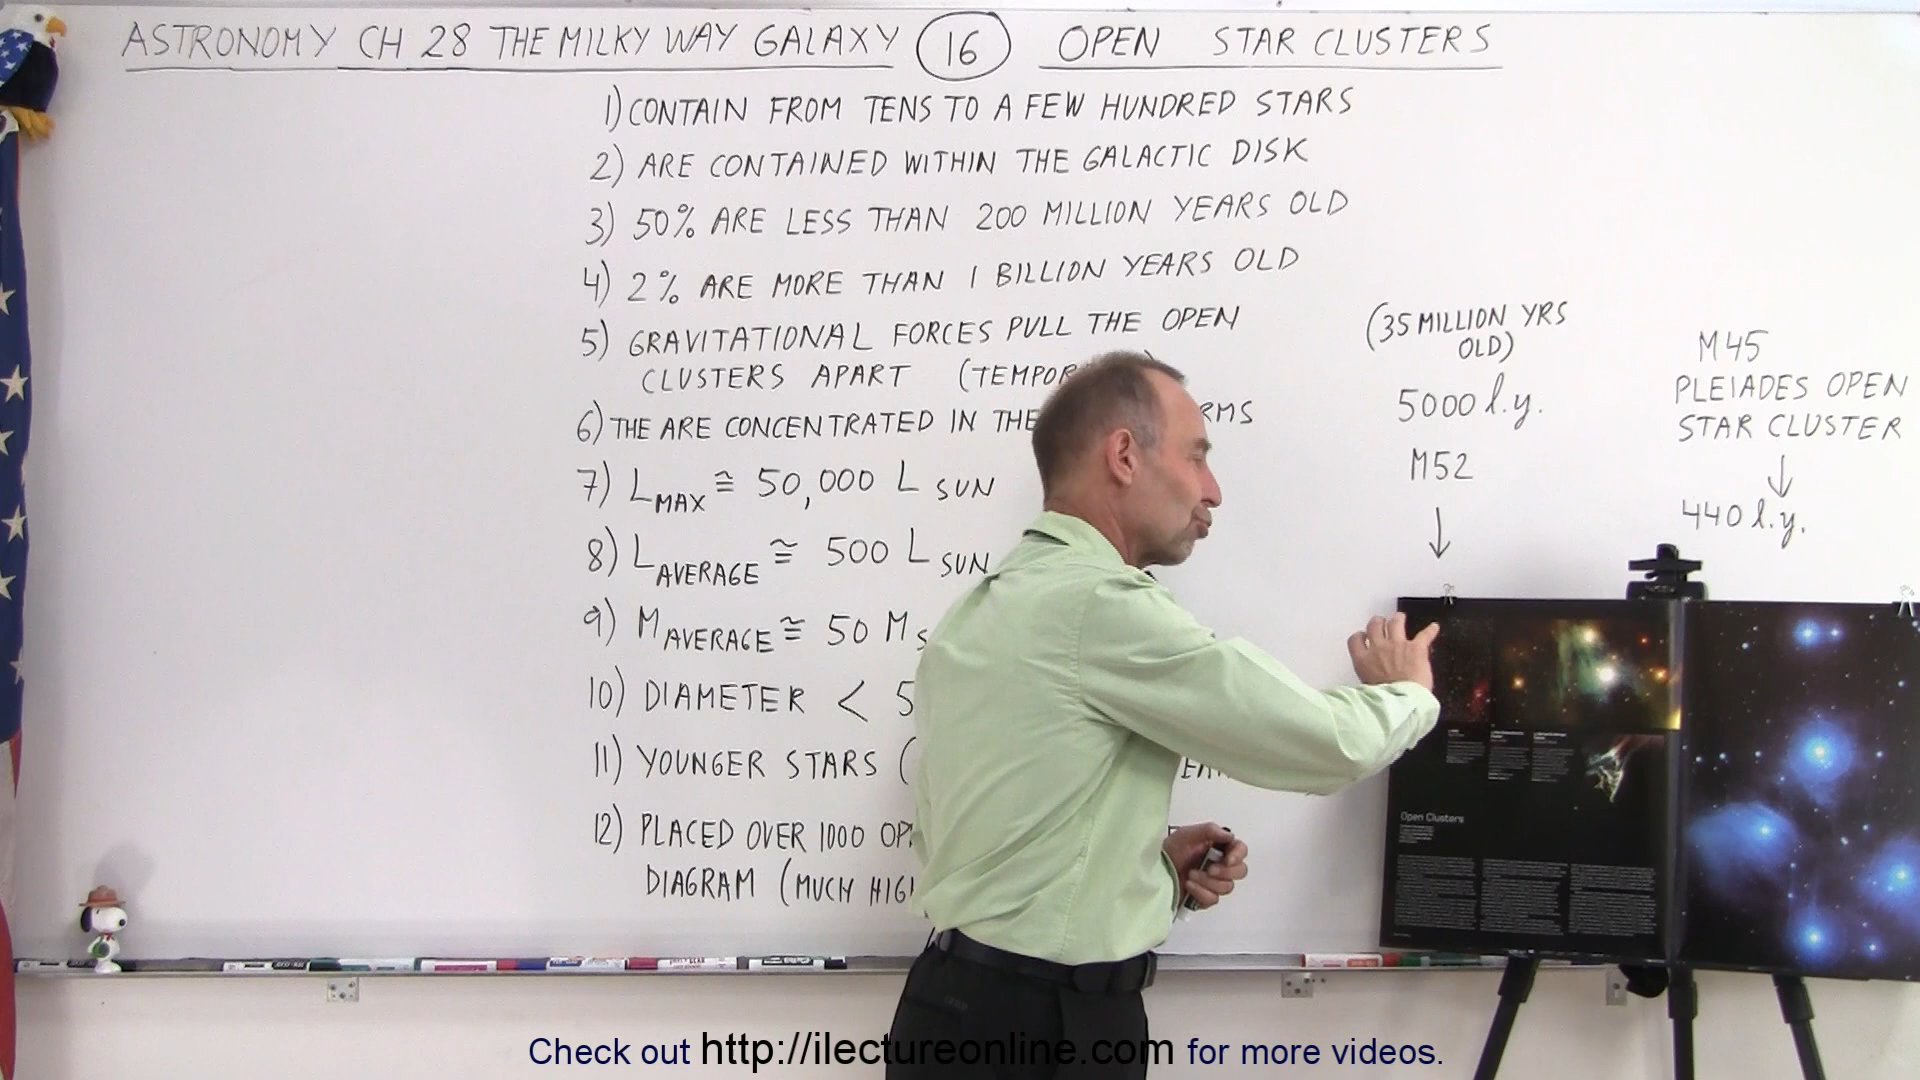 ASTRONOMY CH 28 THE MILKY WAY GALAXY 16 OPEN STAR CLUSTERS
1) CONTAIN FROM TENS TO A FEW HUNDRED STARS
2) ARE CONTAINED WITHIN THE GALACTIC DISK
3) 50% ARE LESS THAN 200 MILLION YEARS OLD
4) 2% ARE MORE THAN 1 BILLION YEARS OLD
5) GRAVITATIONAL FORCES PULL THE OPEN
CLUSTERS APART (TEMPOR
6) THE ARE CONCENTRATED IN THE RMS
7) L MAX ≅ 50,000 L SUN
8) L AVERAGE ≅ 500 L SUN
9) M AVERAGE ≅ 50 M S
10) DIAMETER < 5
11) YOUNGER STARS (
12) PLACED OVER 1000 OP
DIAGRAM (MUCH HIG
(35 MILLION YRS
OLD)
5000 l.y.
M52
↓
M45
PLEIADES OPEN
STAR CLUSTER
↓
440 l.y.
Open Clusters
Check out http://ilectureonline.com for more videos.